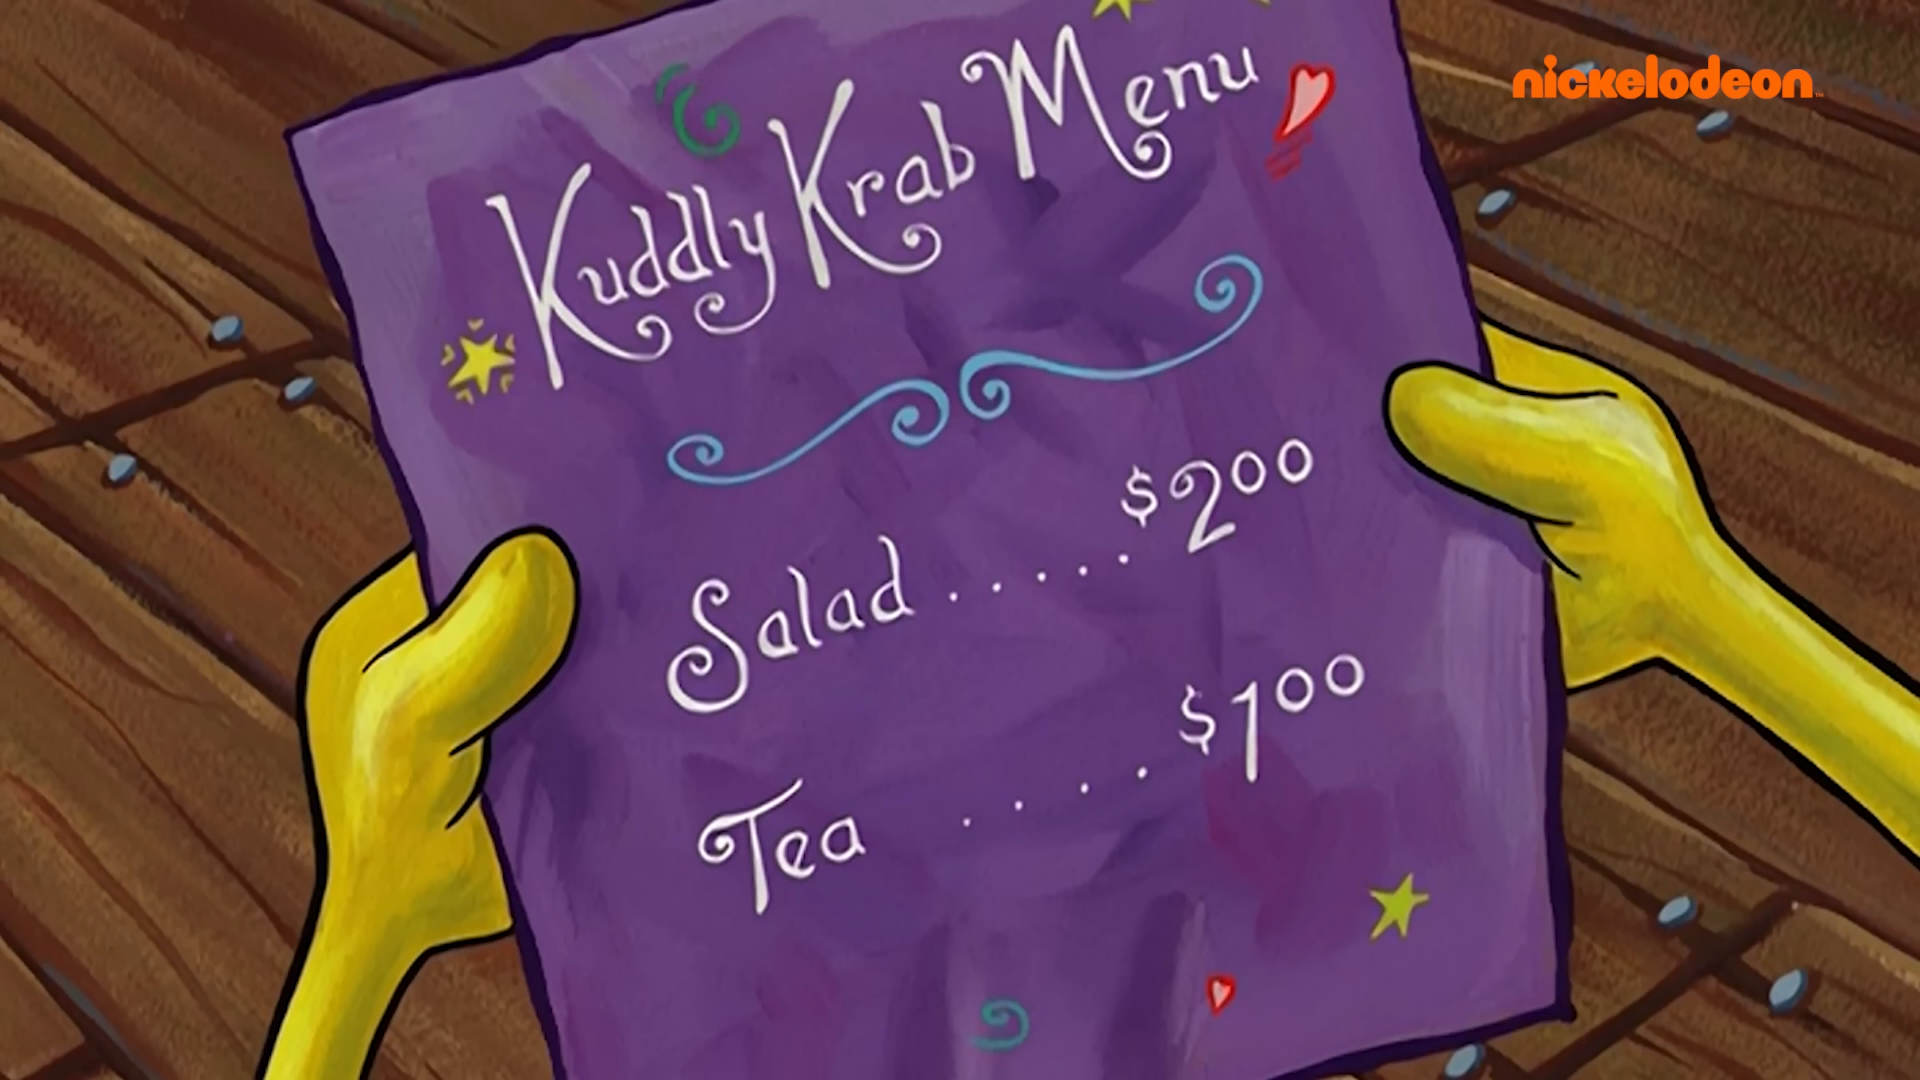 nickelodeon
Kuddly Krab Menu
Salad ..... $200
Tea .... $100